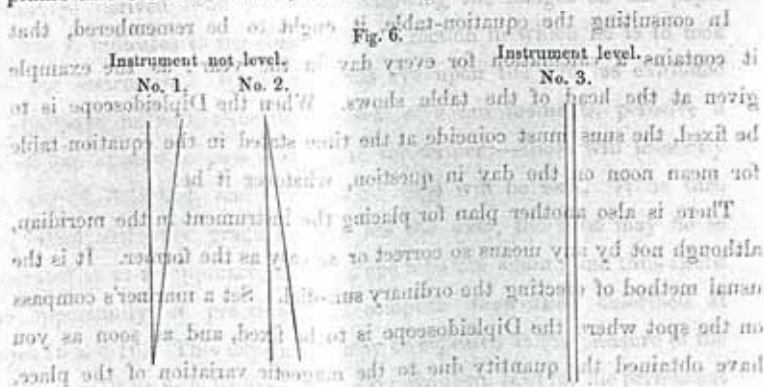 In consulting the equation-table it ought to be remembered, that
Fig. 6.
it contains for every day in the example
Instrument not level. Instrument level.
No. 1. No. 2. No. 3.
given at the head of the table shows. When the Dipleidoscope is to
be fixed, the suns must coincide at the time stated in the equation-table
for mean noon on the day in question, whatever it be
There is also another plan for placing the instrument in the meridian,
although not by any means so correct or so easy as the former. It is the
usual method of erecting the ordinary sun-dial. Set a mariner's compass
on the spot where the Dipleidoscope is to be fixed, and as soon as you
have obtained the quantity due to the magnetic variation of the place,